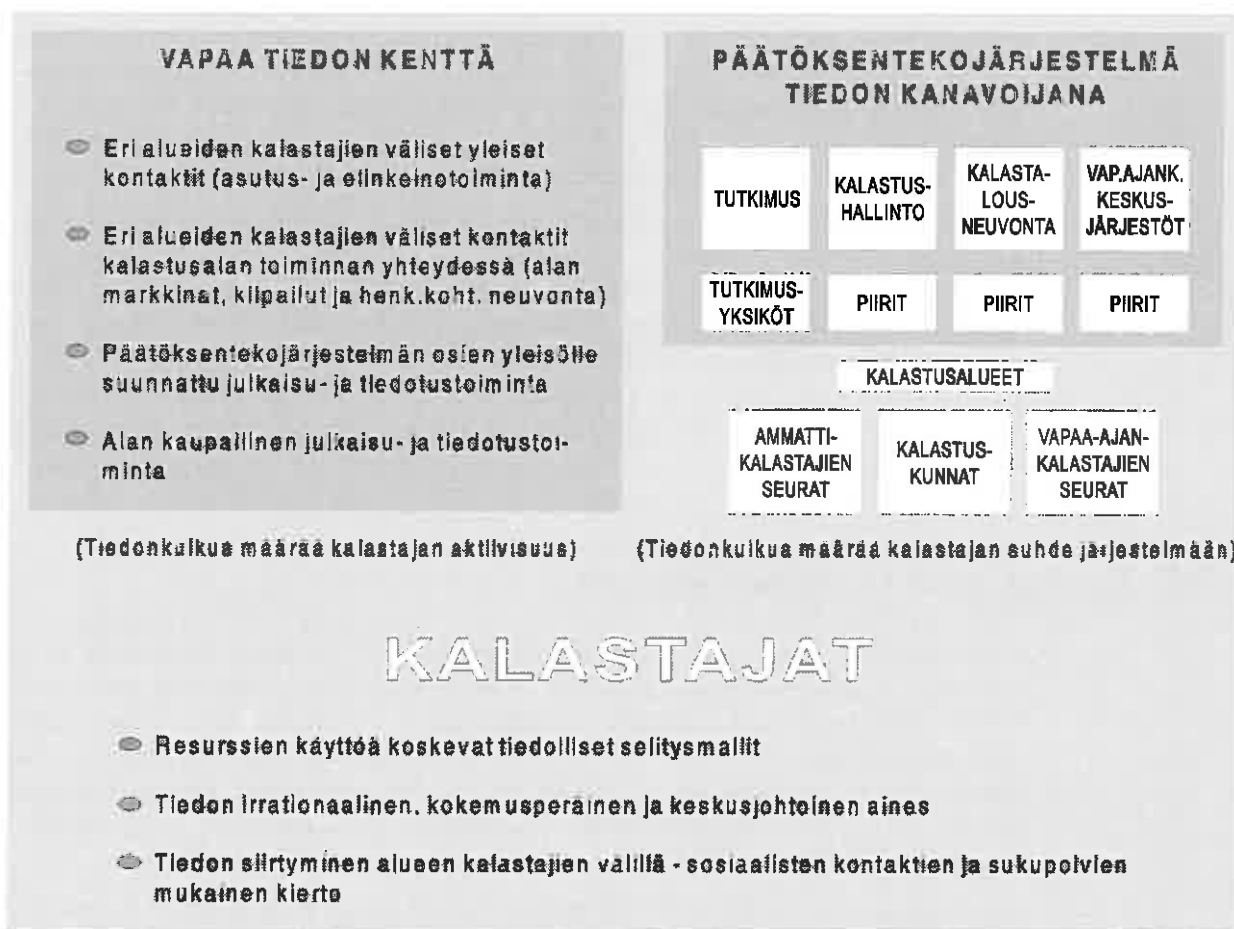 VAPAA TIEDON KENTTÄ
Eri alueiden kalastajien väliset yleiset
kontaktit (asutus- ja elinkeinotoiminta)
Eri alueiden kalastajien väliset kontaktit
kalastusalan toiminnan yhteydessä (alan
markkinat, kilpailut ja henk.koht. neuvonta)
Päätöksentekojärjestelmän osien yleisölle
suunnattu julkaisu- ja tiedotustoiminta
Alan kaupallinen julkaisu- ja tiedotustoi-
minta
(Tiedonkulkua määrää kalastajan aktiivisuus)
PÄÄTÖKSENTEKOJÄRJESTELMÄ
TIEDON KANAVOIJANA
TUTKIMUS
KALASTUS-
HALLINTO
KALASTA-
LOUS-
NEUVONTA
VAP.AJANK.
KESKUS-
JÄRJESTÖT
TUTKIMUS-
YKSIKÖT
PIIRIT
PIIRIT
PIIRIT
KALASTUSALUEET
AMMATTI-
KALASTAJIEN
SEURAT
KALASTUS-
KUNNAT
VAPAA-AJAN-
KALASTAJIEN
SEURAT
(Tiedonkulkua määrää kalastajan suhde järjestelmään)
KALASTAJAT
Resurssien käyttöä koskevat tiedolliset selitysmallit
Tiedon irrationaalinen, kokemusperäinen ja keskusjohtoinen aines
Tiedon siirtyminen alueen kalastajien välillä - sosiaalisten kontaktien ja sukupolvien
mukainen kierto